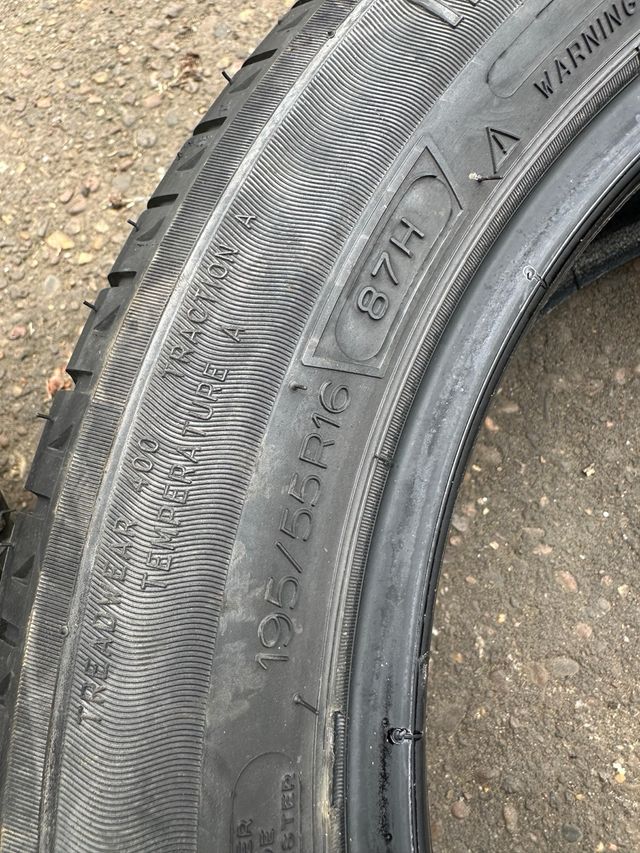 WARNING
87H
195/55R16
TREADWEAR 400 TRACTION A
TEMPERATURE A